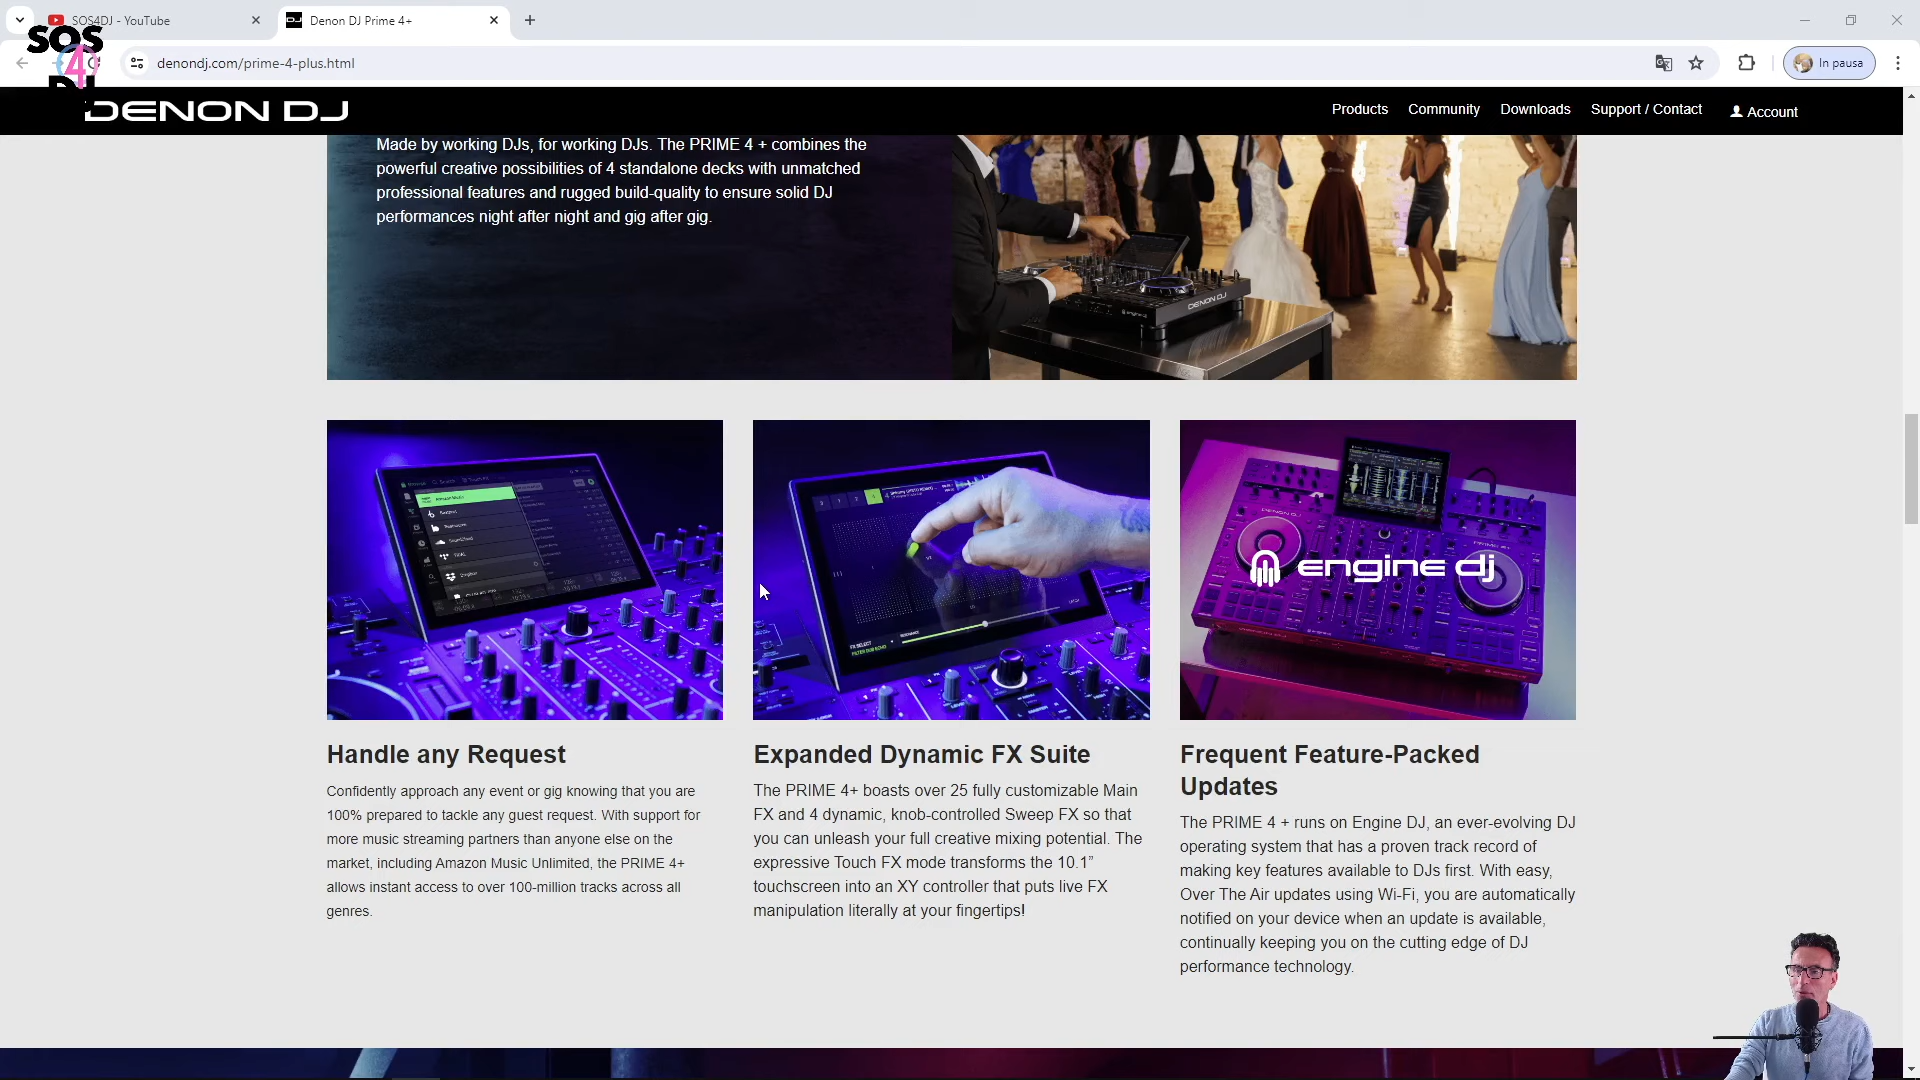 SOS4DJ - YouTube
Denon DJ Prime 4+
SOS
4
DJ
denondj.com/prime-4-plus.html
In pausa
DENON DJ
Products
Community
Downloads
Support / Contact
Account
Made by working DJs, for working DJs. The PRIME 4 + combines the
powerful creative possibilities of 4 standalone decks with unmatched
professional features and rugged build-quality to ensure solid DJ
performances night after night and gig after gig.
DENON DJ
engine dj
Handle any Request
Confidently approach any event or gig knowing that you are
100% prepared to tackle any guest request. With support for
more music streaming partners than anyone else on the
market, including Amazon Music Unlimited, the PRIME 4+
allows instant access to over 100-million tracks across all
genres.
Expanded Dynamic FX Suite
The PRIME 4+ boasts over 25 fully customizable Main
FX and 4 dynamic, knob-controlled Sweep FX so that
you can unleash your full creative mixing potential. The
expressive Touch FX mode transforms the 10.1”
touchscreen into an XY controller that puts live FX
manipulation literally at your fingertips!
Frequent Feature-Packed
Updates
The PRIME 4 + runs on Engine DJ, an ever-evolving DJ
operating system that has a proven track record of
making key features available to DJs first. With easy,
Over The Air updates using Wi-Fi, you are automatically
notified on your device when an update is available,
continually keeping you on the cutting edge of DJ
performance technology.